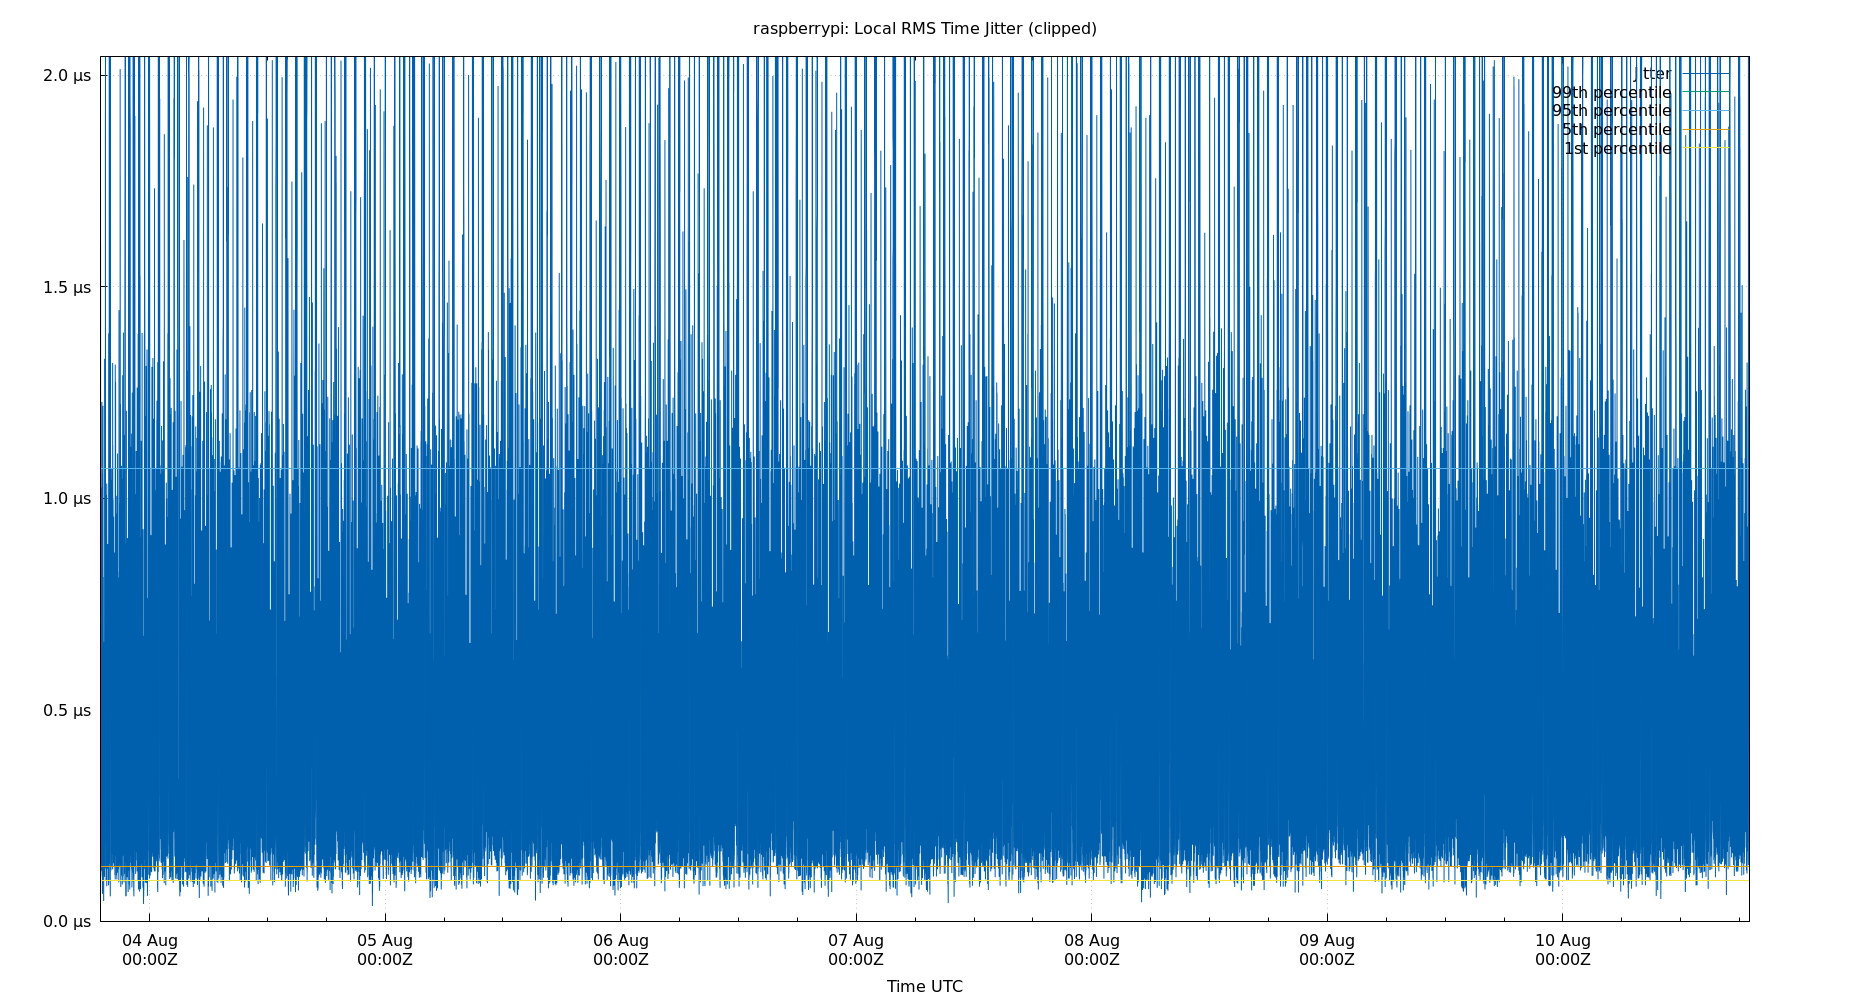 raspberrypi: Local RMS Time Jitter (clipped)
2.0 μs
1.5 μs
1.0 μs
0.5 μs
0.0 μs
Jitter
99th percentile
95th percentile
5th percentile
1st percentile
04 Aug
00:00Z
05 Aug
00:00Z
06 Aug
00:00Z
07 Aug
00:00Z
08 Aug
00:00Z
09 Aug
00:00Z
10 Aug
00:00Z
Time UTC